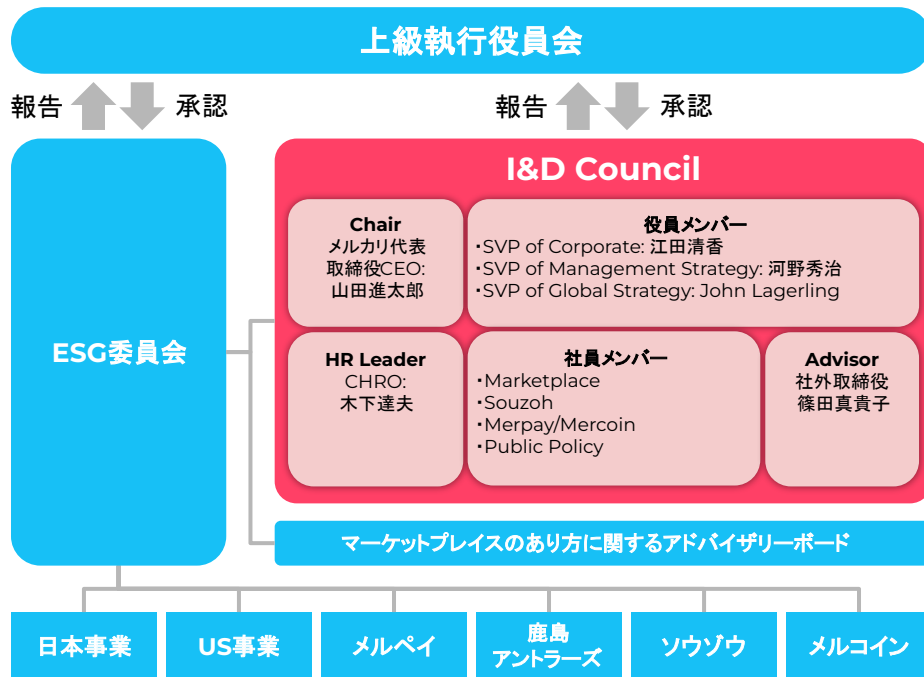 上級執行役員会
報告
承認
報告
承認
ESG委員会
I&D Council
Chair
メルカリ代表
取締役CEO:
山田進太郎
役員メンバー
・SVP of Corporate: 江田清香
・SVP of Management Strategy: 河野秀治
・SVP of Global Strategy: John Lagerling
HR Leader
CHRO:
木下達夫
社員メンバー
・Marketplace
・Souzoh
・Merpay/Mercoin
・Public Policy
Advisor
社外取締役
篠田真貴子
マーケットプレイスのあり方に関するアドバイザリーボード
日本事業
US事業
メルペイ
鹿島
アントラーズ
ソウゾウ
メルコイン